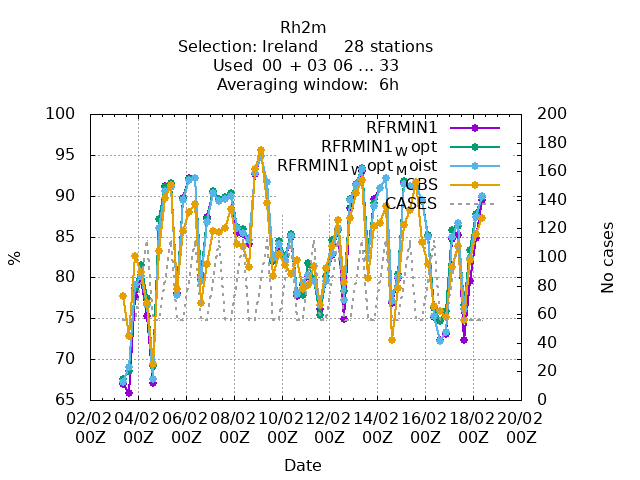 Rh2m
Selection: Ireland 28 stations
Used 00 + 03 06 ... 33
Averaging window: 6h
RFRMIN1
RFRMIN1W opt
RFRMIN1W optM oist
OBS
CASES
100
95
90
85
80
75
70
65
%
200
180
160
140
120
100
80
60
40
20
0
No cases
02/02 04/02 06/02 08/02 10/02 12/02 14/02 16/02 18/02 20/02
00Z 00Z 00Z 00Z 00Z 00Z 00Z 00Z 00Z 00Z
Date